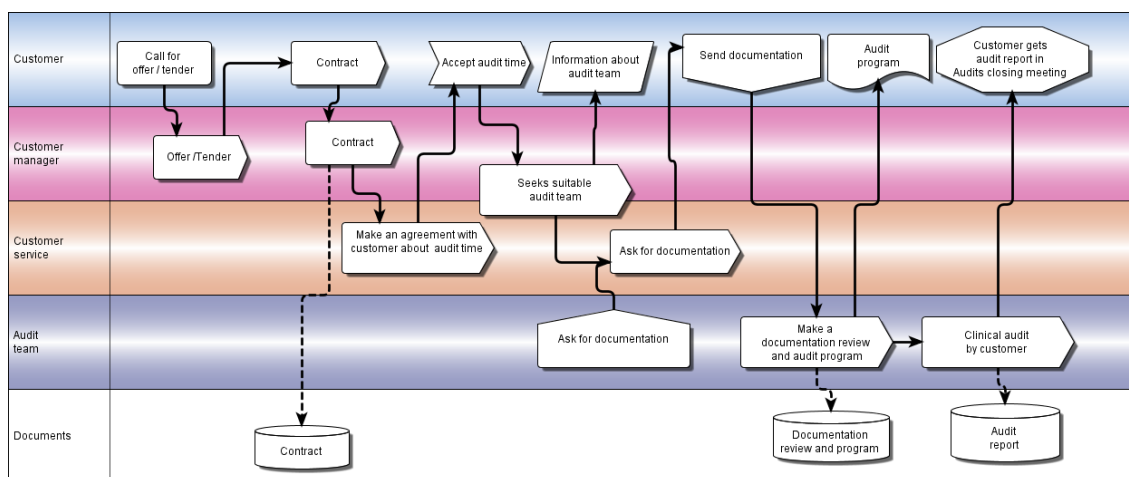 Customer
Call for
offer / tender
Contract
Accept audit time
Information about
audit team
Send documentation
Audit
program
Customer gets
audit report in
Audits closing meeting
Customer
manager
Offer /Tender
Contract
Seeks suitable
audit team
Customer
service
Make an agreement with
customer about  audit time
Ask for documentation
Audit
team
Ask for documentation
Make a
documentation review
and audit program
Clinical audit
by customer
Documents
Contract
Documentation
review and program
Audit
report